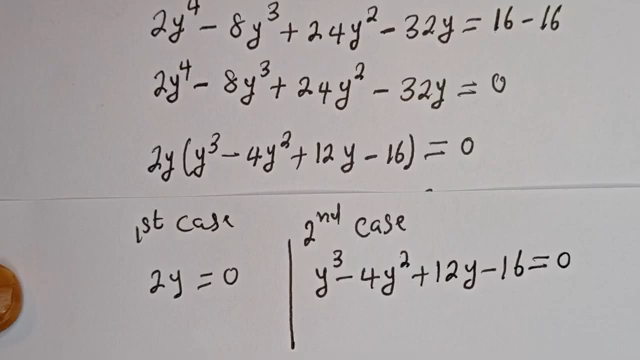 2y⁴ - 8y³ + 24y² - 32y = 16 - 16
2y⁴ - 8y³ + 24y² - 32y = 0
2y(y³ - 4y² + 12y - 16) = 0
1st case
2y = 0
2nd case
y³ - 4y² + 12y - 16 = 0